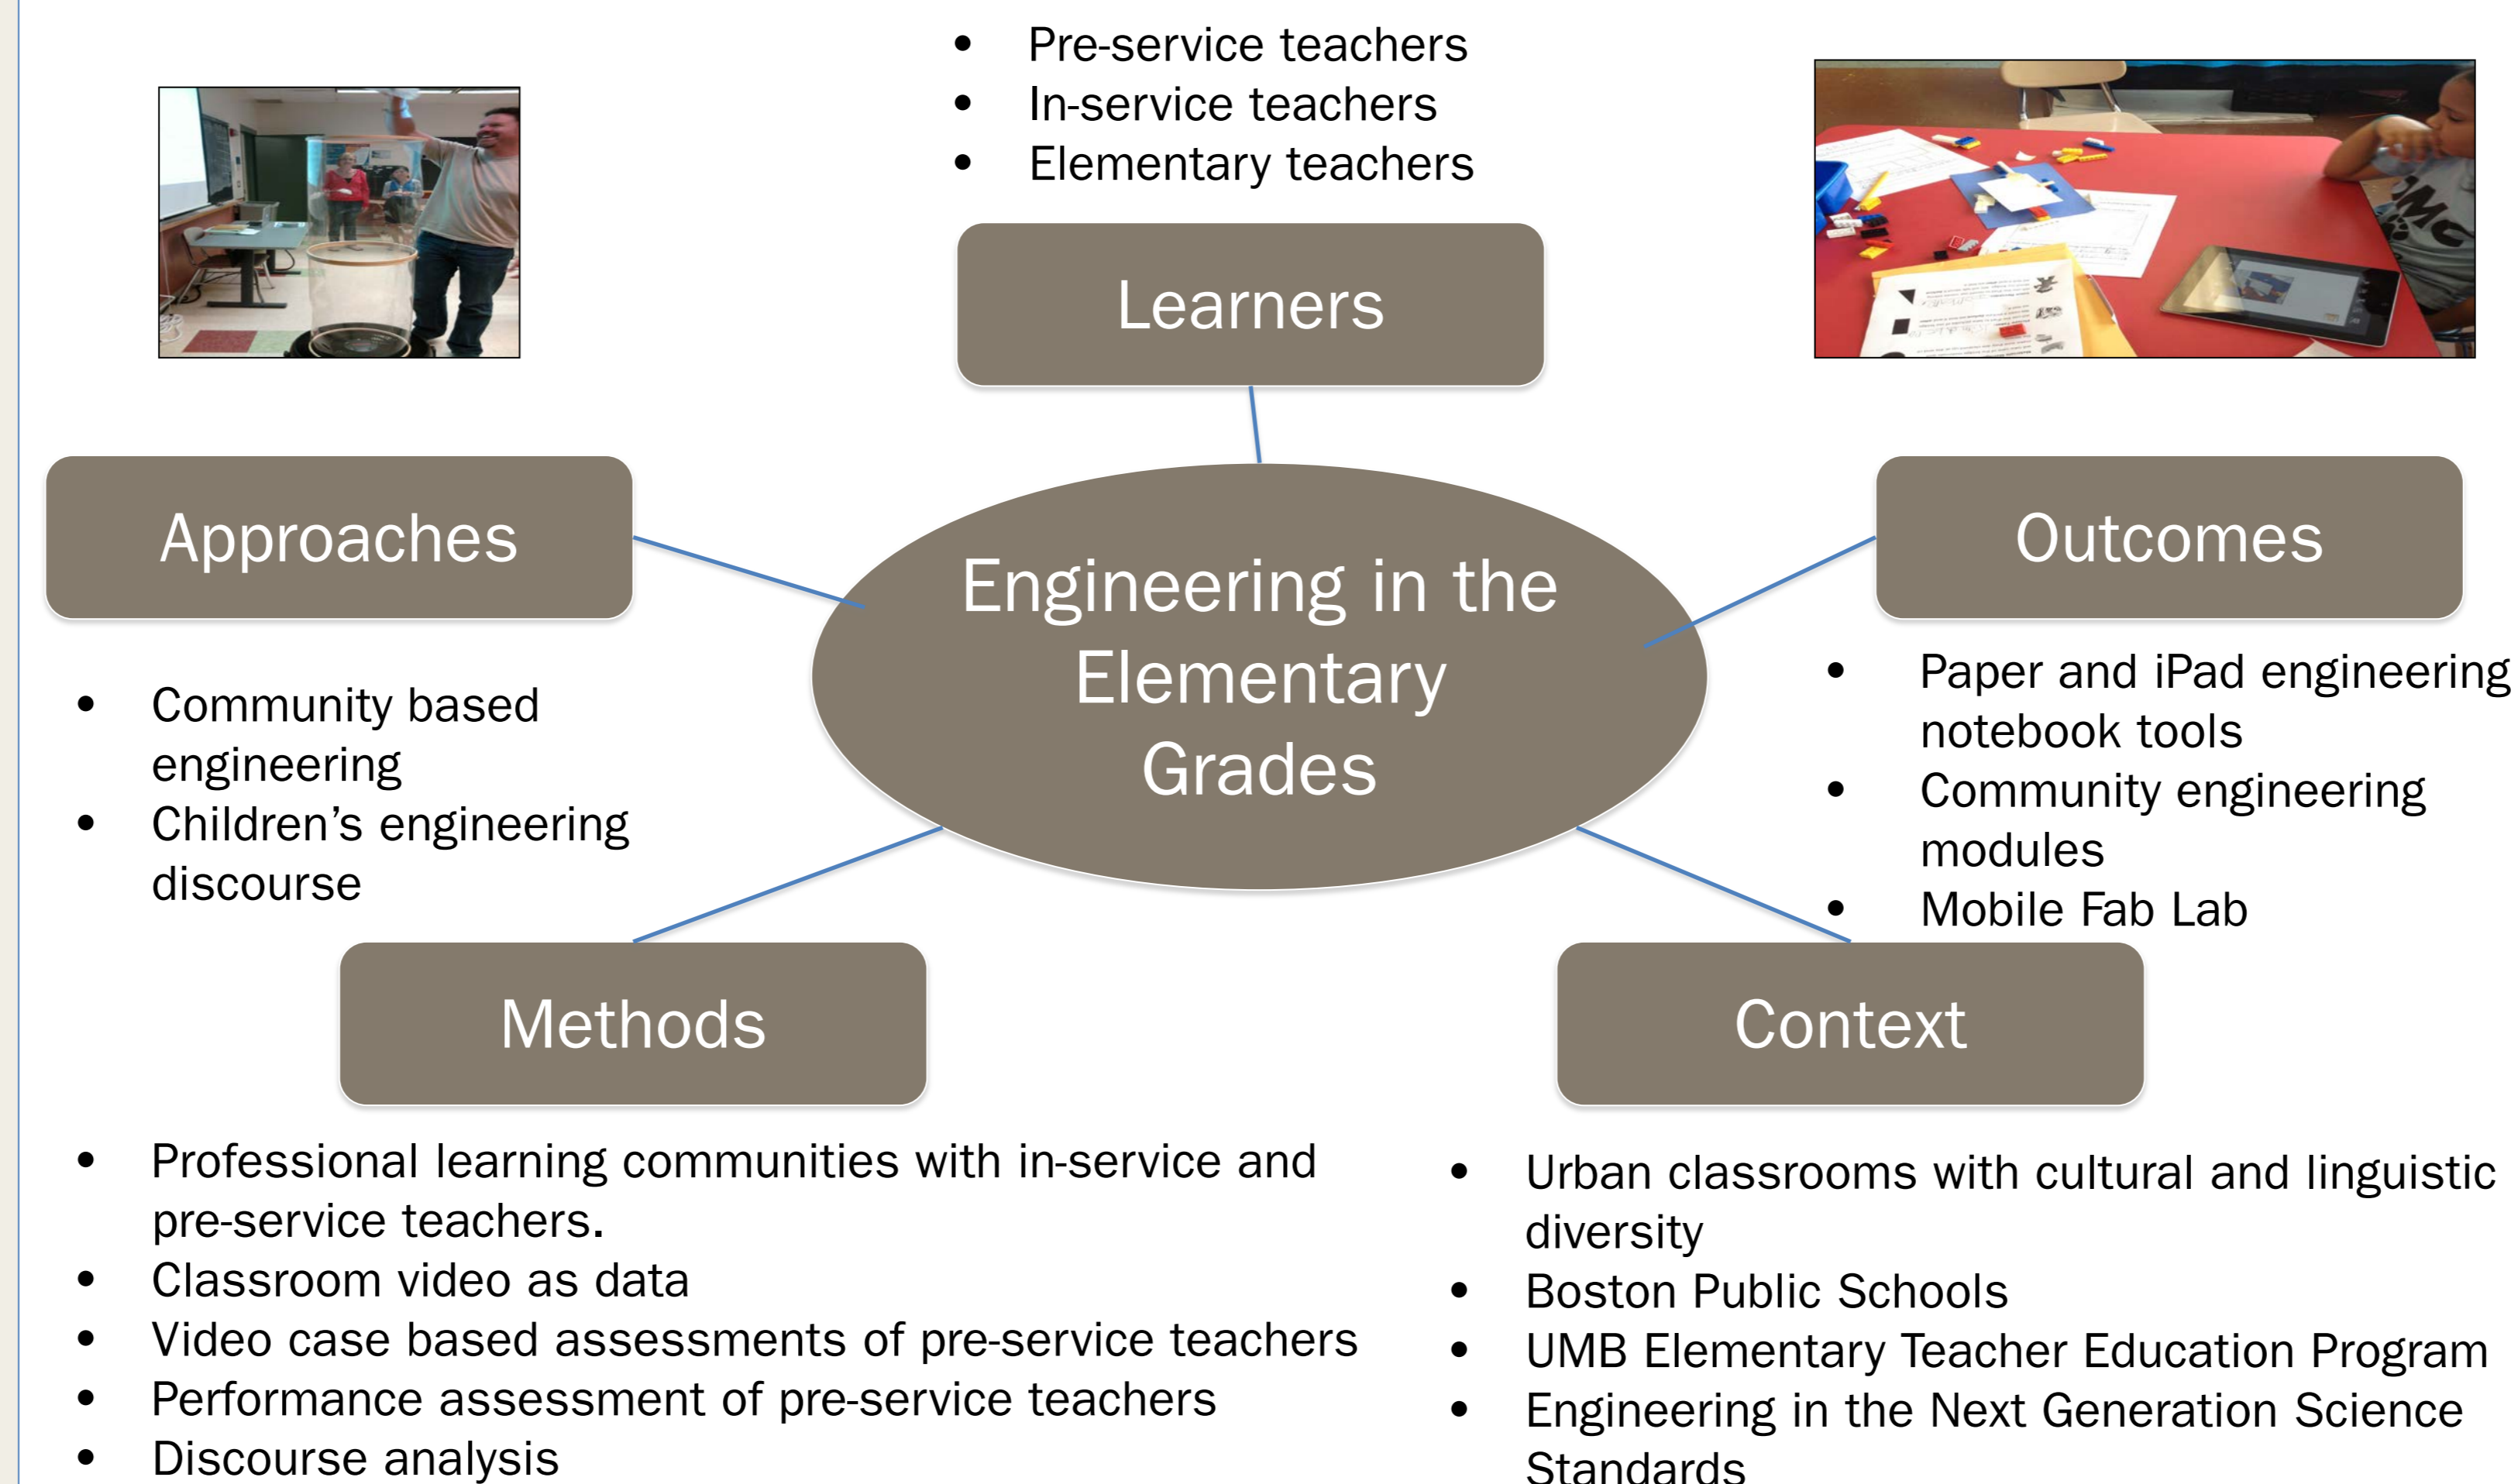 • Pre-service teachers
• In-service teachers
• Elementary teachers
Learners
Approaches
Outcomes
Engineering in the
Elementary
Grades
• Community based
engineering
• Children’s engineering
discourse
• Paper and iPad engineering
notebook tools
• Community engineering
modules
• Mobile Fab Lab
Methods
Context
• Professional learning communities with in-service and
pre-service teachers.
• Classroom video as data
• Video case based assessments of pre-service teachers
• Performance assessment of pre-service teachers
• Discourse analysis
• Urban classrooms with cultural and linguistic
diversity
• Boston Public Schools
• UMB Elementary Teacher Education Program
• Engineering in the Next Generation Science
Standards